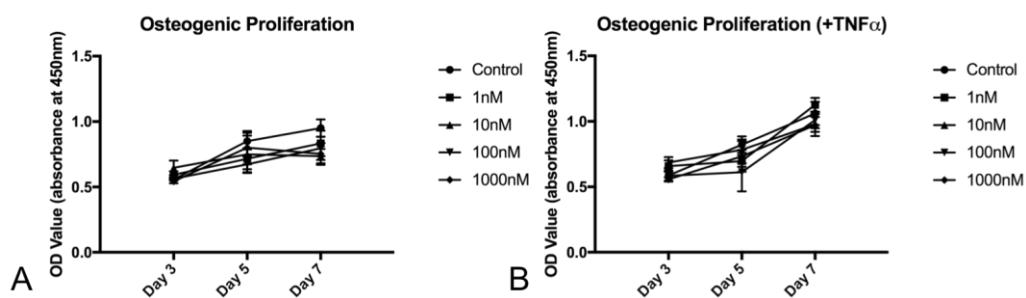 Osteogenic Proliferation
OD Value (absorbance at 450nm)
1.5
1.0
0.5
0.0
Day 3
Day 5
Day 7
Control
1nM
10nM
100nM
1000nM
A
Osteogenic Proliferation (+TNFα)
OD Value (absorbance at 450nm)
1.5
1.0
0.5
0.0
Day 3
Day 5
Day 7
Control
1nM
10nM
100nM
1000nM
B